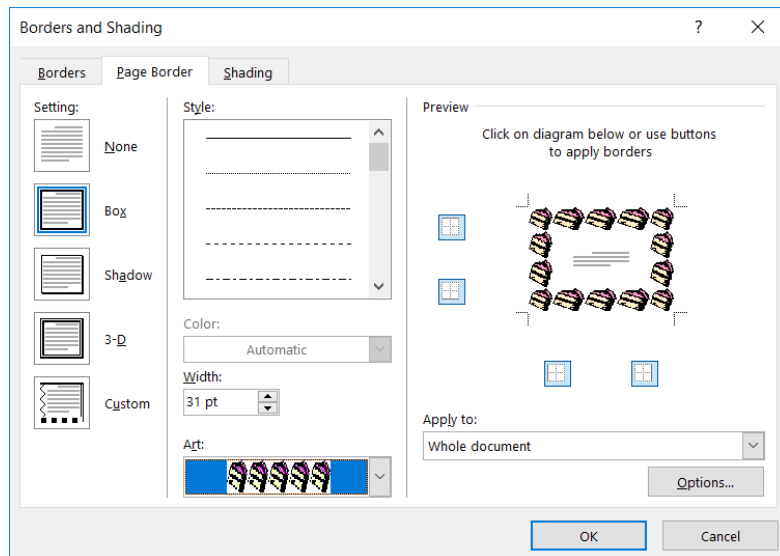 Borders and Shading
?
Borders
Page Border
Shading
Setting:
None
Box
Shadow
3-D
Custom
Style:
Color:
Automatic
Width:
31 pt
Art:
Preview
Click on diagram below or use buttons
to apply borders
Apply to:
Whole document
Options...
OK
Cancel